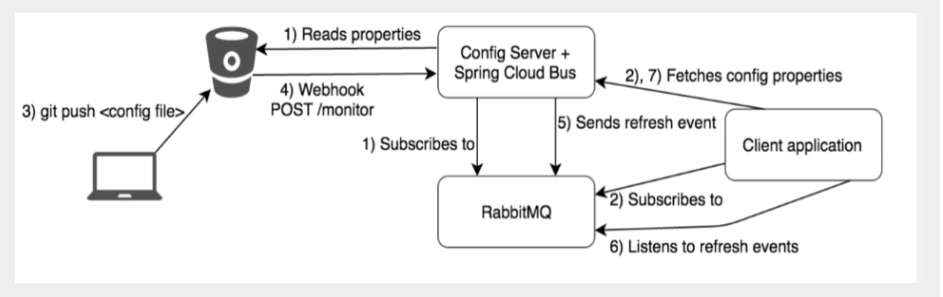 1) Reads properties
Config Server +
Spring Cloud Bus
2), 7) Fetches config properties
4) Webhook
POST /monitor
3) git push <config file>
1) Subscribes to
5) Sends refresh event
Client application
RabbitMQ
2) Subscribes to
6) Listens to refresh events